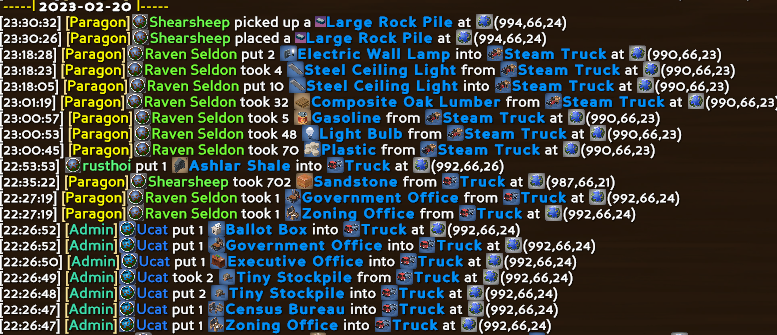 -----| 2023-02-20 |-----
[23:30:32] [Paragon] Shearsheep picked up a Large Rock Pile at (994,66,24)
[23:30:26] [Paragon] Shearsheep placed a Large Rock Pile at (994,66,24)
[23:18:28] [Paragon] Raven Seldon put 2 Electric Wall Lamp into Steam Truck at (990,66,23)
[23:18:23] [Paragon] Raven Seldon took 4 Steel Ceiling Light from Steam Truck at (990,66,23)
[23:18:05] [Paragon] Raven Seldon put 10 Steel Ceiling Light into Steam Truck at (990,66,23)
[23:01:19] [Paragon] Raven Seldon took 32 Composite Oak Lumber from Steam Truck at (990,66,23)
[23:00:57] [Paragon] Raven Seldon took 5 Gasoline from Steam Truck at (990,66,23)
[23:00:53] [Paragon] Raven Seldon took 48 Light Bulb from Steam Truck at (990,66,23)
[23:00:45] [Paragon] Raven Seldon took 70 Plastic from Steam Truck at (990,66,23)
[22:53:53] rusthoi put 1 Ashlar Shale into Truck at (992,66,26)
[22:35:22] [Paragon] Shearsheep took 702 Sandstone from Truck at (987,66,21)
[22:27:19] [Paragon] Raven Seldon took 1 Government Office from Truck at (992,66,24)
[22:27:19] [Paragon] Raven Seldon took 1 Zoning Office from Truck at (992,66,24)
[22:26:52] [Admin] Ucat put 1 Ballot Box into Truck at (992,66,24)
[22:26:52] [Admin] Ucat put 1 Government Office into Truck at (992,66,24)
[22:26:50] [Admin] Ucat put 1 Executive Office into Truck at (992,66,24)
[22:26:49] [Admin] Ucat took 2 Tiny Stockpile from Truck at (992,66,24)
[22:26:48] [Admin] Ucat put 2 Tiny Stockpile into Truck at (992,66,24)
[22:26:47] [Admin] Ucat put 1 Census Bureau into Truck at (992,66,24)
[22:26:47] [Admin] Ucat put 1 Zoning Office into Truck at (992,66,24)